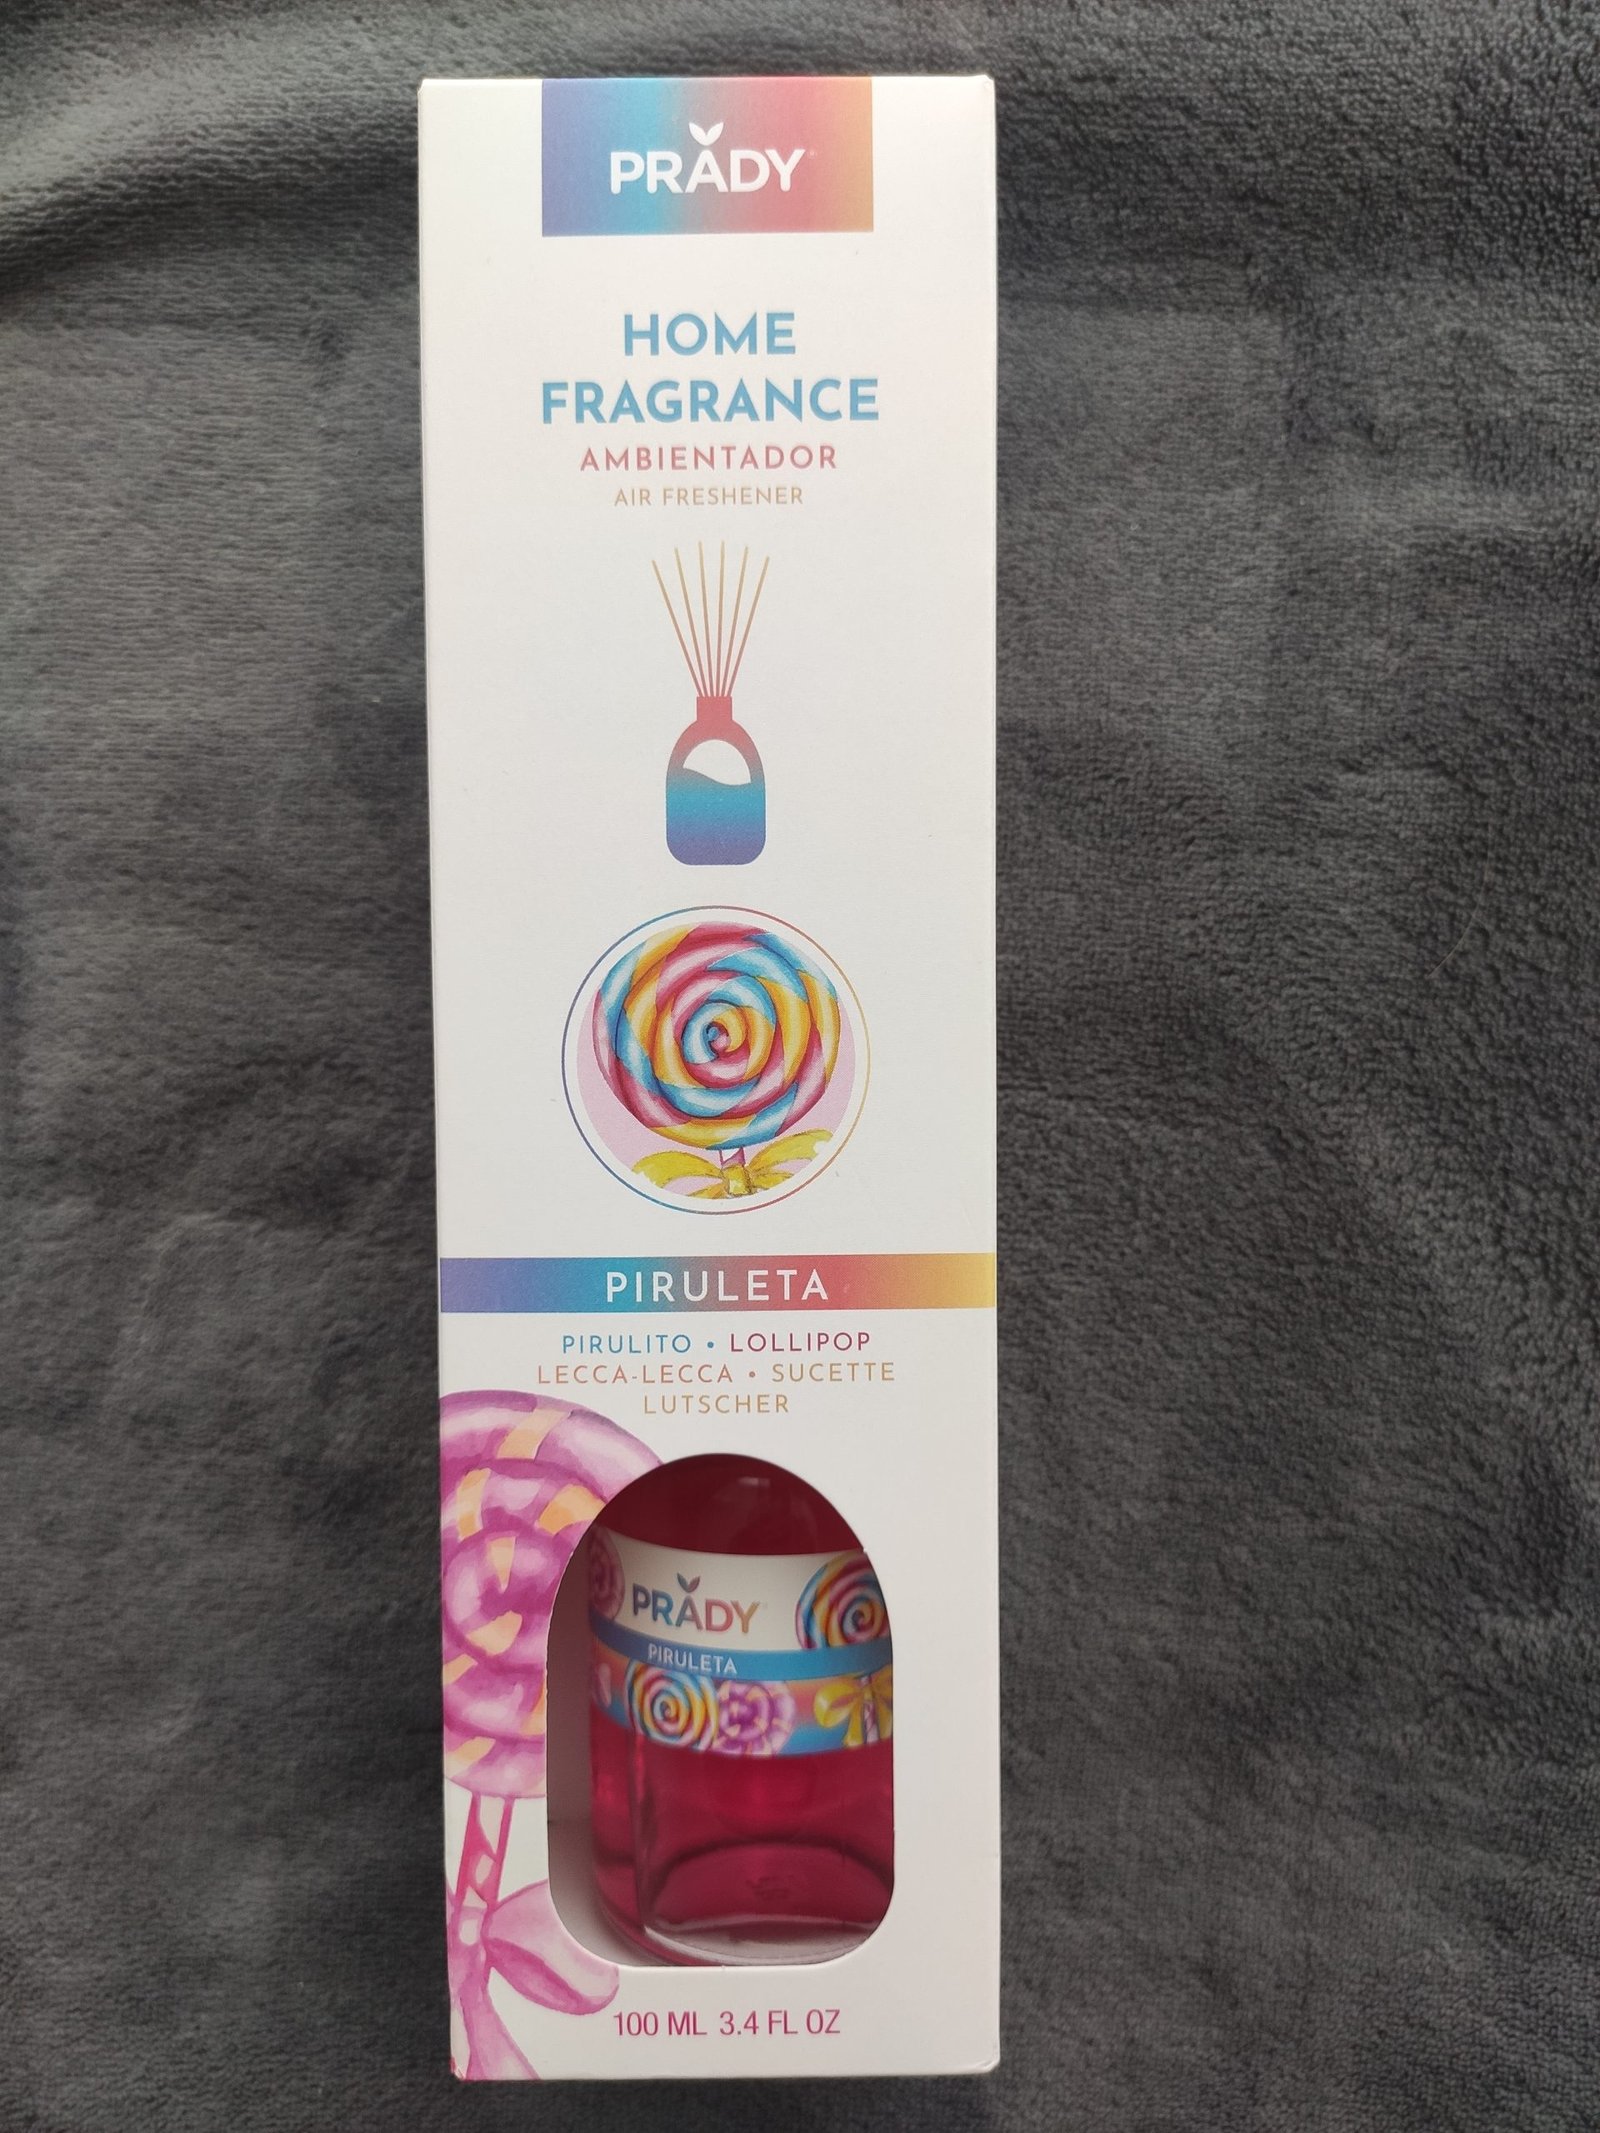 PRADY
HOME
FRAGRANCE
AMBIENTADOR
AIR FRESHENER
PIRULETA
PIRULITO • LOLLIPOP
LECCA-LECCA • SUCETTE
LUTSCHER
PRADY
PIRULETA
100 ML 3.4 FL OZ